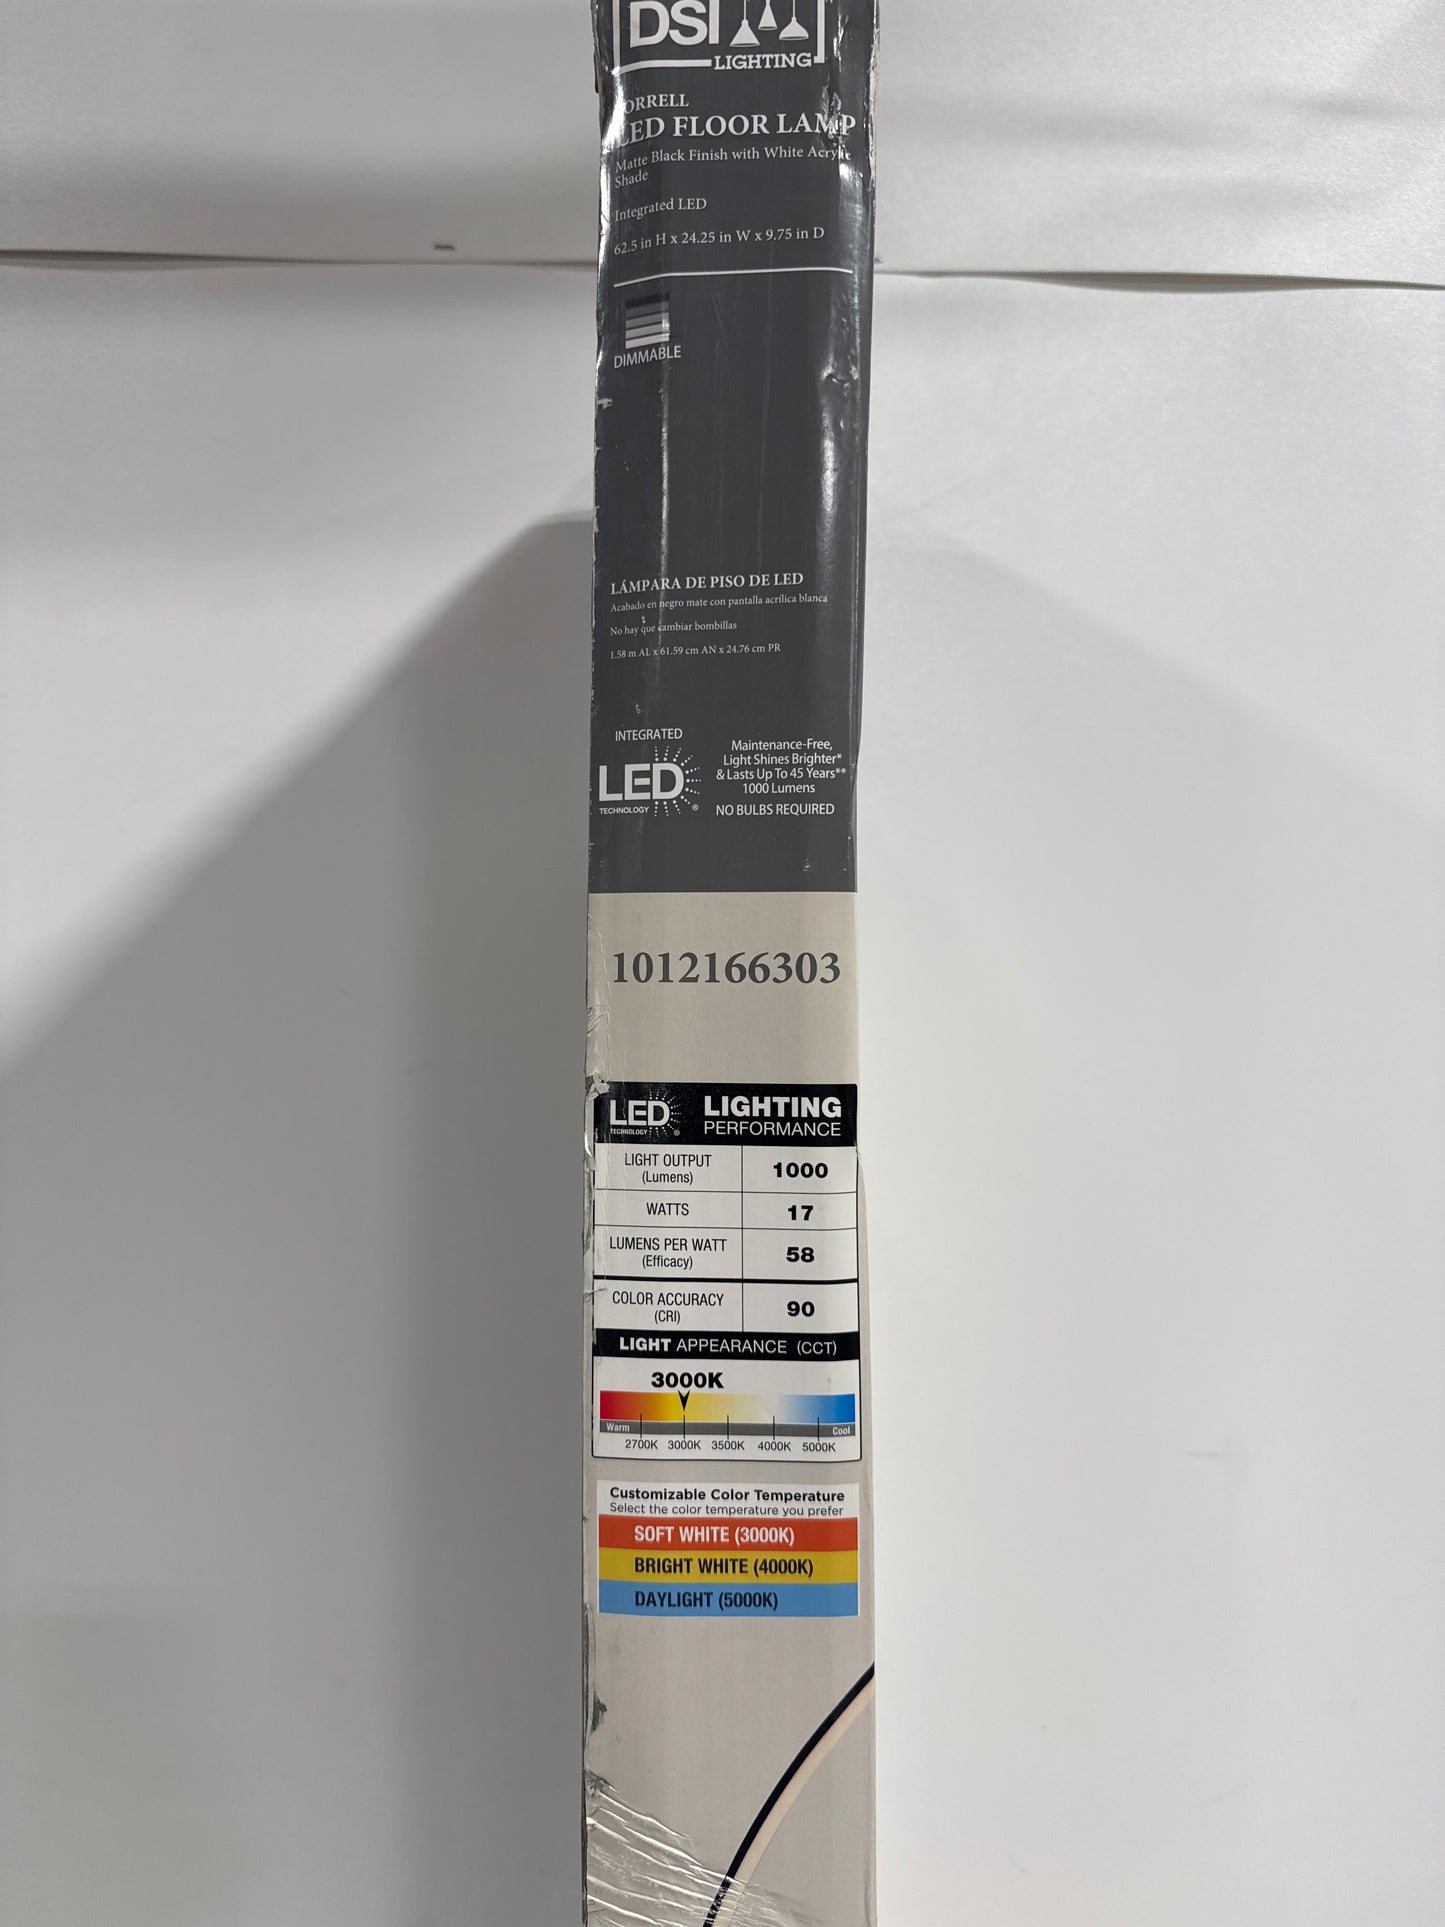 DSI
LIGHTING
ORRELL
LED FLOOR LAMP
Matte Black Finish with White Acrylic
Shade
Integrated LED
62.5 in H x 24.25 in W x 9.75 in D
DIMMABLE
LÁMPARA DE PISO DE LED
Acabado en negro mate con pantalla acrílica blanca
No hay que cambiar bombillas
1.58 m AL x 61.59 cm AN x 24.76 cm PR
INTEGRATED
LED
TECHNOLOGY ®
Maintenance-Free,
Light Shines Brighter*
& Lasts Up To 45 Years**
1000 Lumens
NO BULBS REQUIRED
1012166303
LED
TECHNOLOGY ®
LIGHTING
PERFORMANCE
LIGHT OUTPUT
(Lumens)
1000
WATTS
17
LUMENS PER WATT
(Efficacy)
58
COLOR ACCURACY
(CRI)
90
LIGHT APPEARANCE (CCT)
3000K
Warm Cool
2700K 3000K 3500K 4000K 5000K
Customizable Color Temperature
Select the color temperature you prefer
SOFT WHITE (3000K)
BRIGHT WHITE (4000K)
DAYLIGHT (5000K)